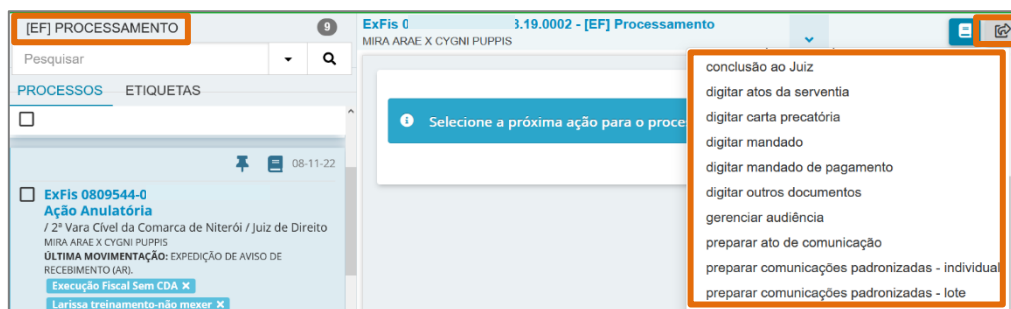 [EF] PROCESSAMENTO
9
Pesquisar
PROCESSOS ETIQUETAS
08-11-22
ExFis 0809544-0
Ação Anulatória
/ 2ª Vara Cível da Comarca de Niterói / Juiz de Direito
MIRA ARAE X CYGNI PUPPIS
ÚLTIMA MOVIMENTAÇÃO: EXPEDIÇÃO DE AVISO DE
RECEBIMENTO (AR).
Execução Fiscal Sem CDA X
Larissa treinamento-não mexer X
ExFis 0 8.19.0002 - [EF] Processamento
MIRA ARAE X CYGNI PUPPIS
Selecione a próxima ação para o proce
conclusão ao Juiz
digitar atos da serventia
digitar carta precatória
digitar mandado
digitar mandado de pagamento
digitar outros documentos
gerenciar audiência
preparar ato de comunicação
preparar comunicações padronizadas - individual
preparar comunicações padronizadas - lote